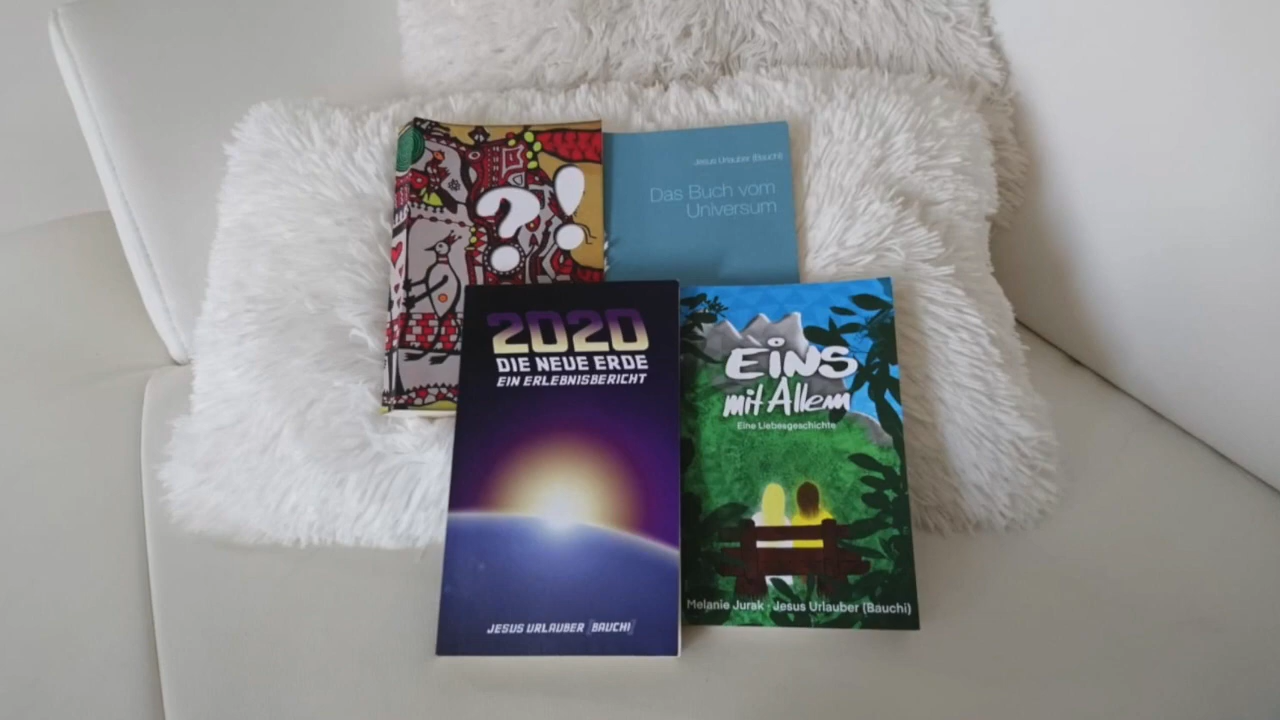 ?!
Jesus Urlauber (Bauchi)
Das Buch vom
Universum
2020
DIE NEUE ERDE
EIN ERLEBNISBERICHT
JESUS URLAUBER (BAUCHI)
EINS
mit Allem
Eine Liebesgeschichte
Melanie Jurak · Jesus Urlauber (Bauchi)